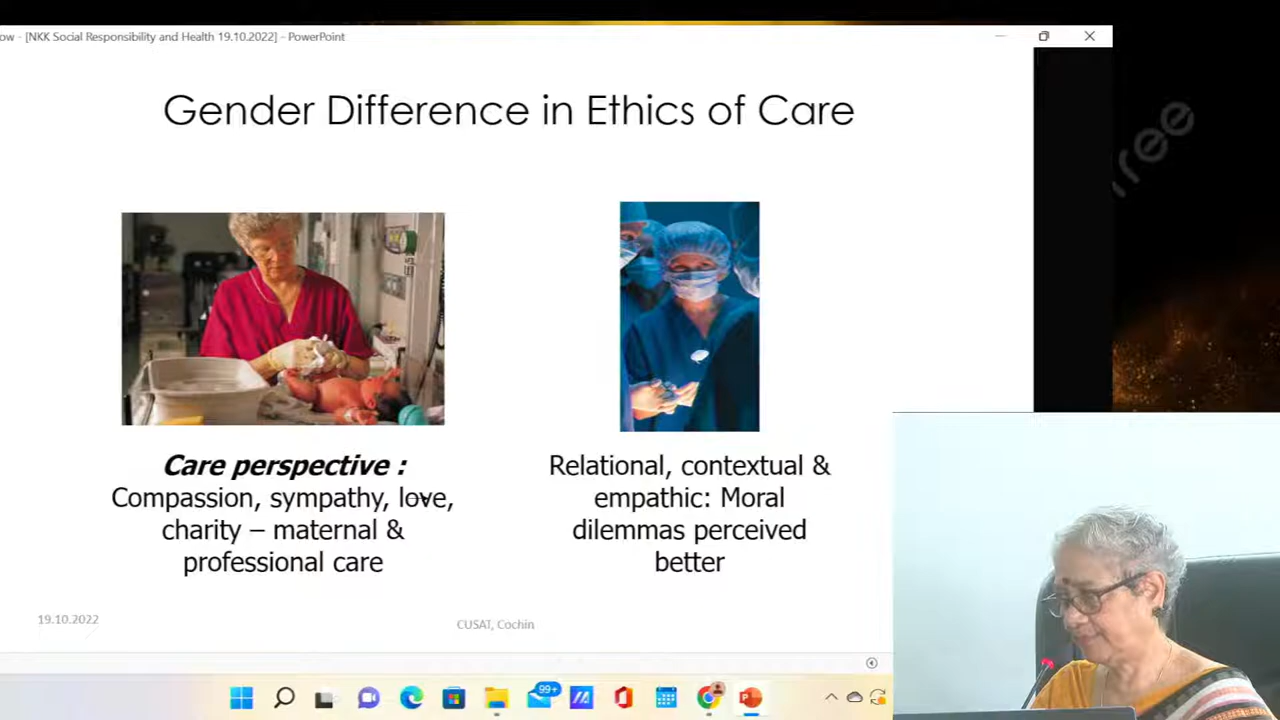 ow - [NKK Social Responsibility and Health 19.10.2022] - PowerPoint
Gender Difference in Ethics of Care
Care perspective :
Compassion, sympathy, love,
charity – maternal &
professional care
Relational, contextual &
empathic: Moral
dilemmas perceived
better
19.10.2022
CUSAT, Cochin
99+